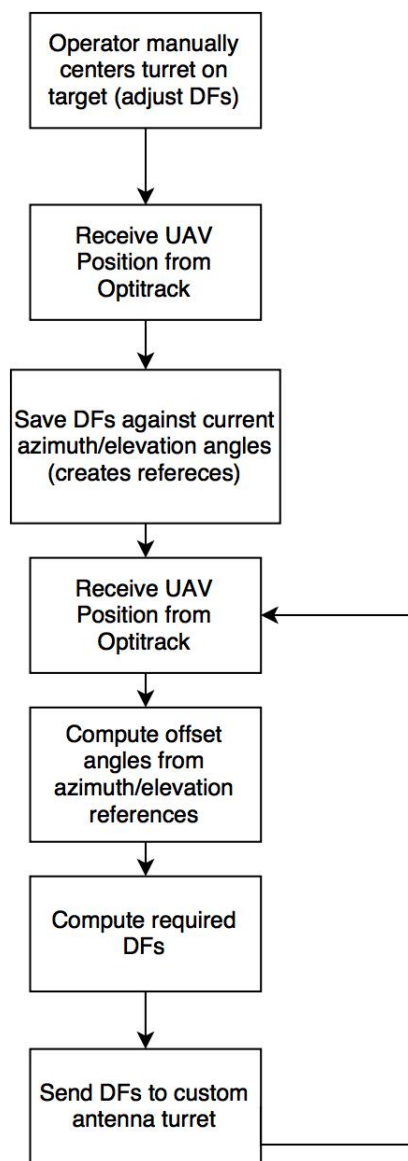 Operator manually
centers turret on
target (adjust DFs)
Receive UAV
Position from
Optitrack
Save DFs against current
azimuth/elevation angles
(creates refereces)
Receive UAV
Position from
Optitrack
Compute offset
angles from
azimuth/elevation
references
Compute required
DFs
Send DFs to custom
antenna turret